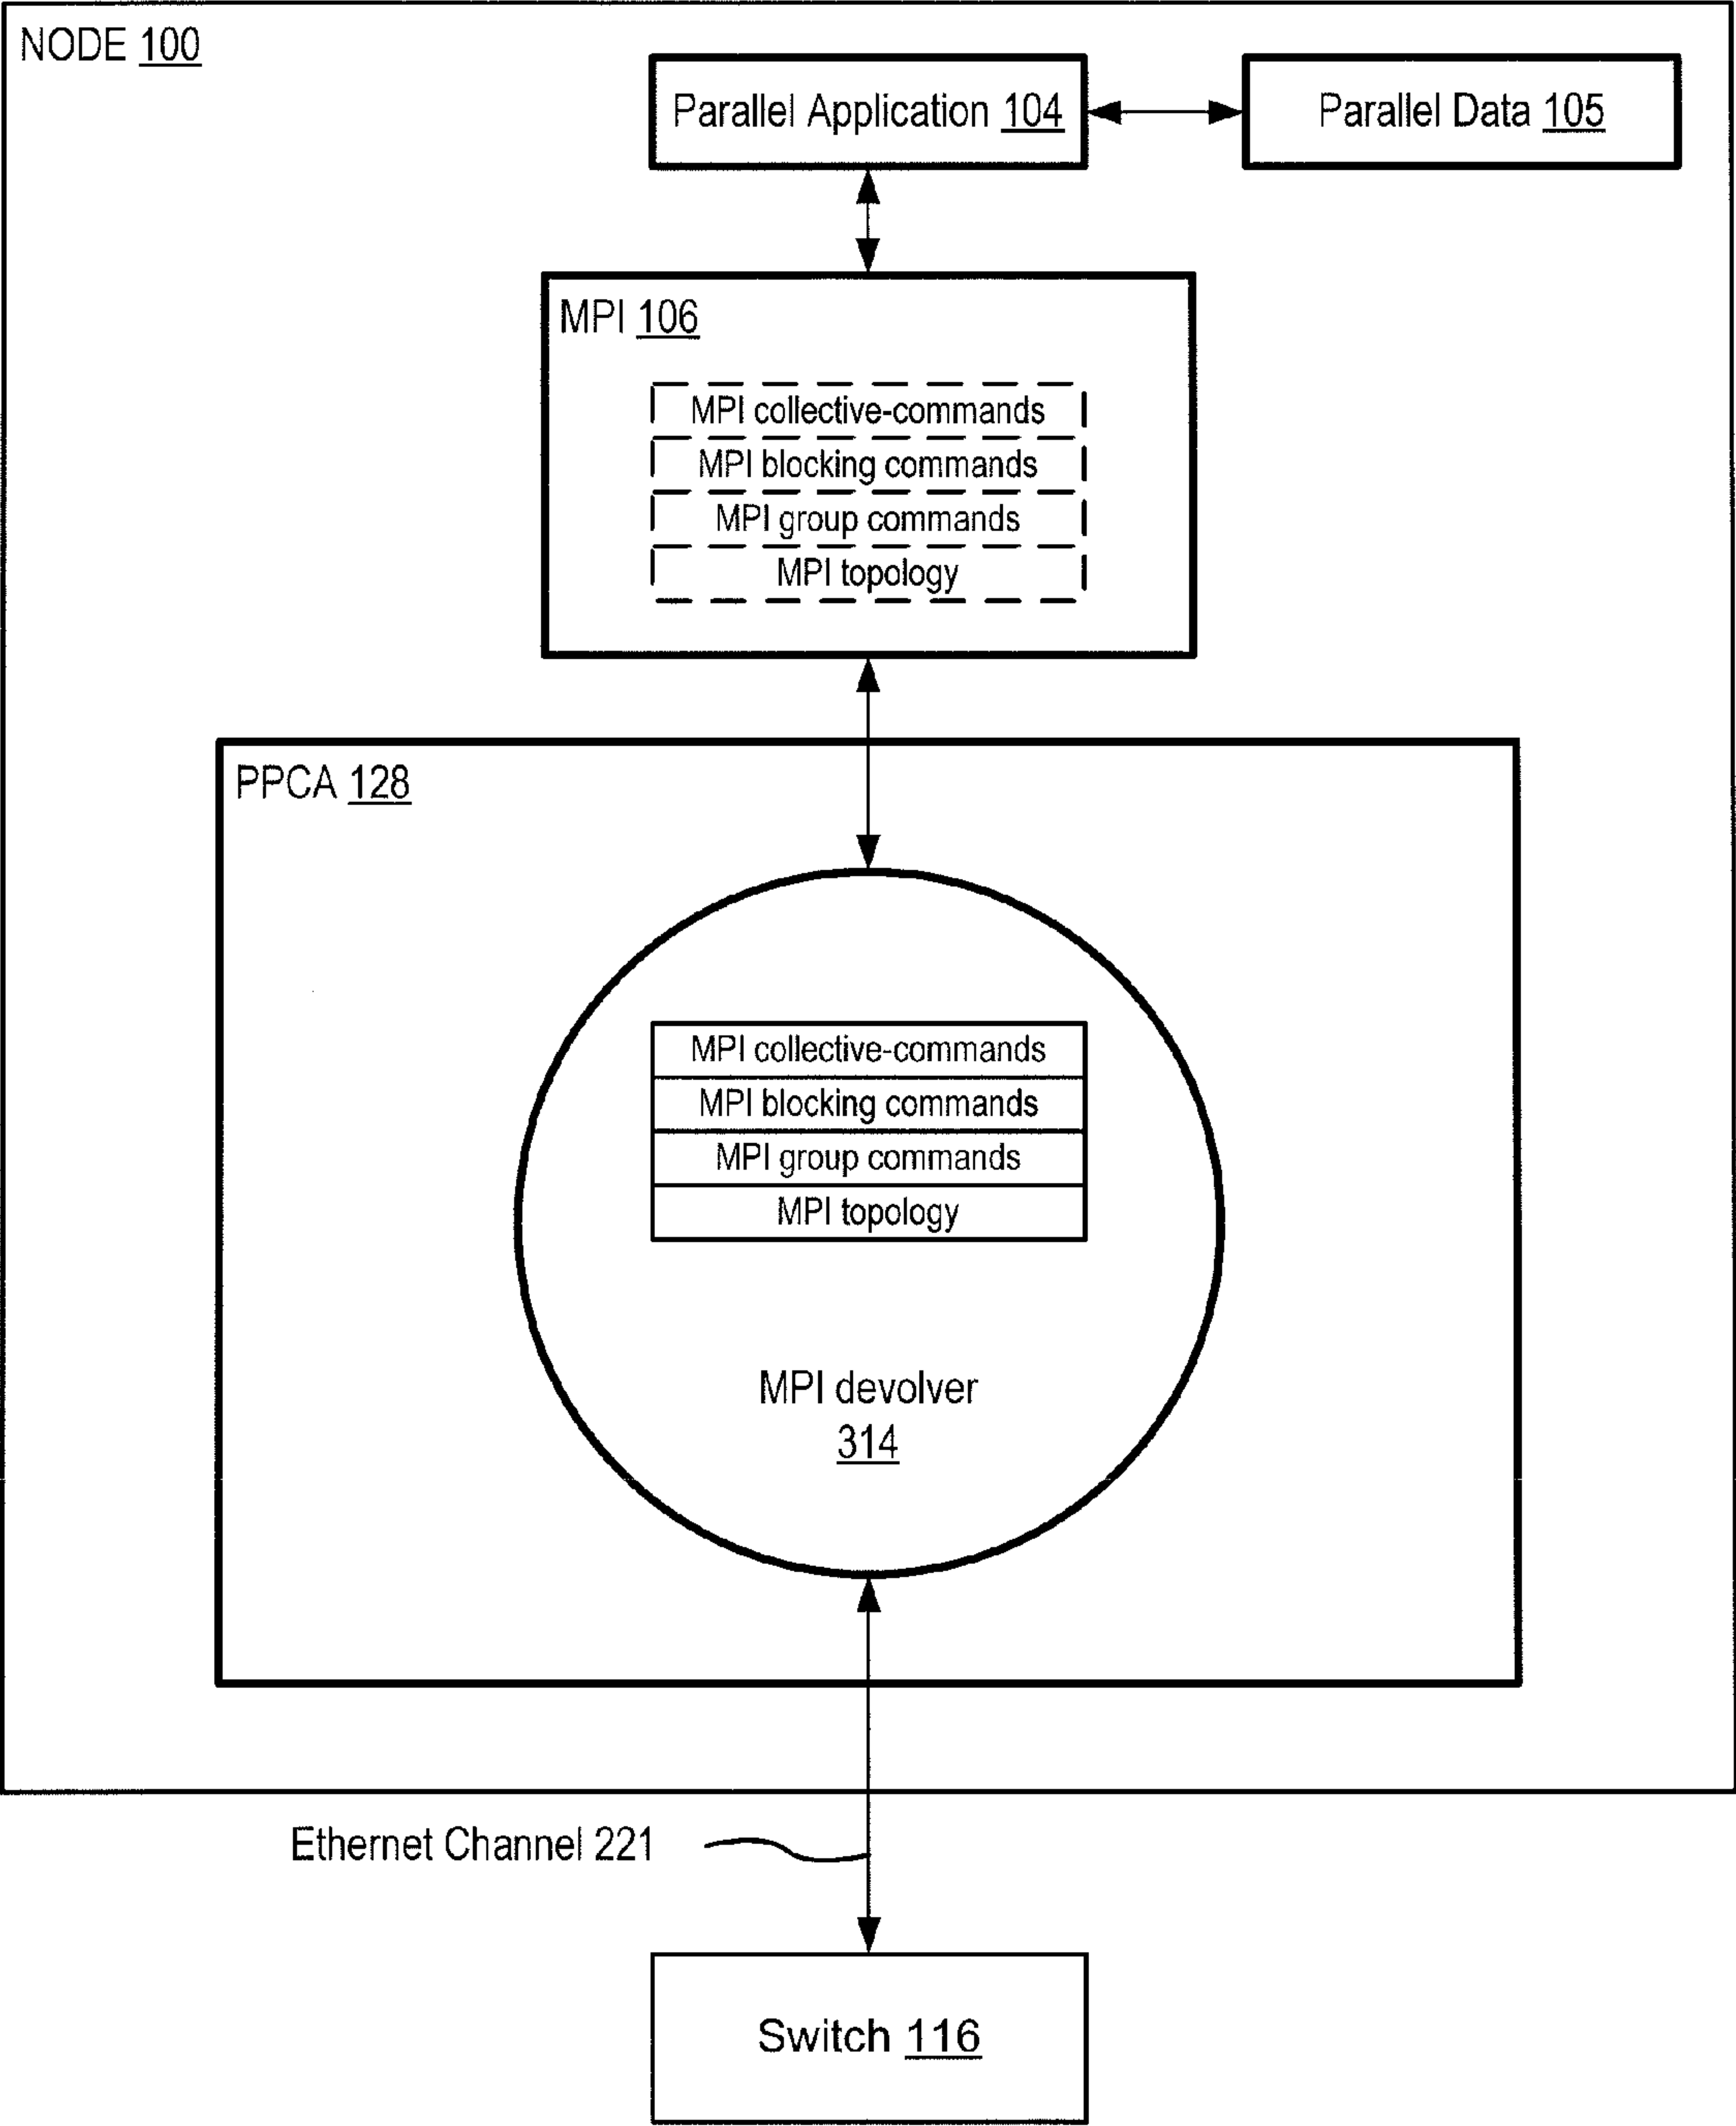 NODE 100
Parallel Application 104
Parallel Data 105
MPI 106
MPI collective-commands
MPI blocking commands
MPI group commands
MPI topology
PPCA 128
MPI collective-commands
MPI blocking commands
MPI group commands
MPI topology
MPI devolver
314
Ethernet Channel 221
Switch 116